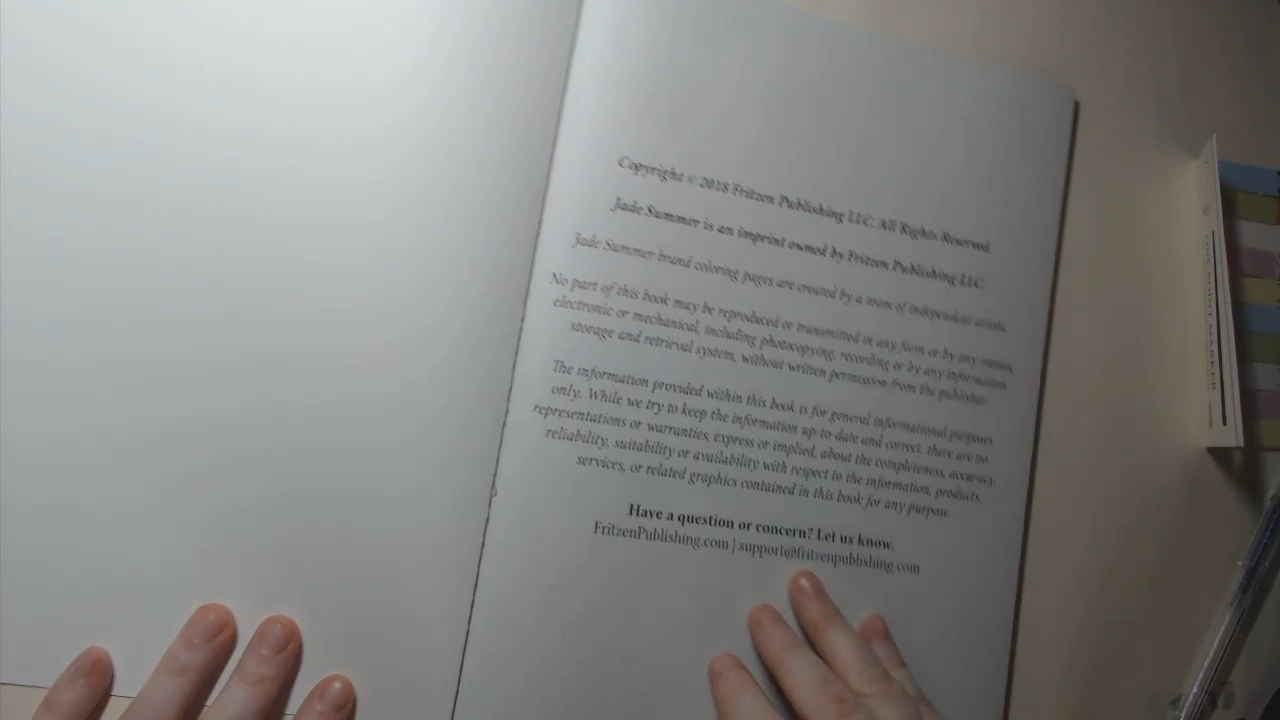 Copyright © 2018 Fritzen Publishing LLC. All Rights Reserved.
Jade Summer is an imprint owned by Fritzen Publishing LLC.
Jade Summer brand coloring pages are created by a team of independent artists.
No part of this book may be reproduced or transmitted in any form or by any means,
electronic or mechanical, including photocopying, recording or by any information
storage and retrieval system, without written permission from the publisher.
The information provided within this book is for general informational purposes
only. While we try to keep the information up-to-date and correct, there are no
representations or warranties, express or implied, about the completeness, accuracy,
reliability, suitability or availability with respect to the information, products,
services, or related graphics contained in this book for any purpose.
Have a question or concern? Let us know.
FritzenPublishing.com | support@fritzenpublishing.com